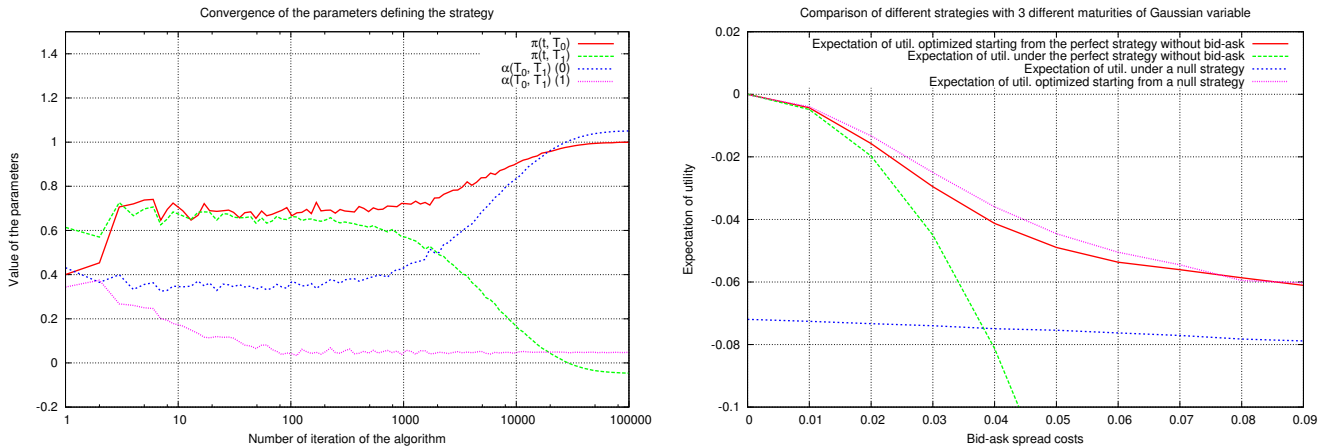 Convergence of the parameters defining the strategy
1.4
1.2
1
0.8
0.6
0.4
0.2
0
-0.2
Value of the parameters
π(t, T0)
π(t, T1)
α(T0, T1) (0)
α(T0, T1) (1)
1 10 100 1000 10000 100000
Number of iteration of the algorithm
Comparison of different strategies with 3 different maturities of Gaussian variable
0.02
0
-0.02
-0.04
-0.06
-0.08
-0.1
Expectation of utility
Expectation of util. optimized starting from the perfect strategy without bid-ask
Expectation of util. under the perfect strategy without bid-ask
Expectation of util. under a null strategy
Expectation of util. optimized starting from a null strategy
0 0.01 0.02 0.03 0.04 0.05 0.06 0.07 0.08 0.09
Bid-ask spread costs